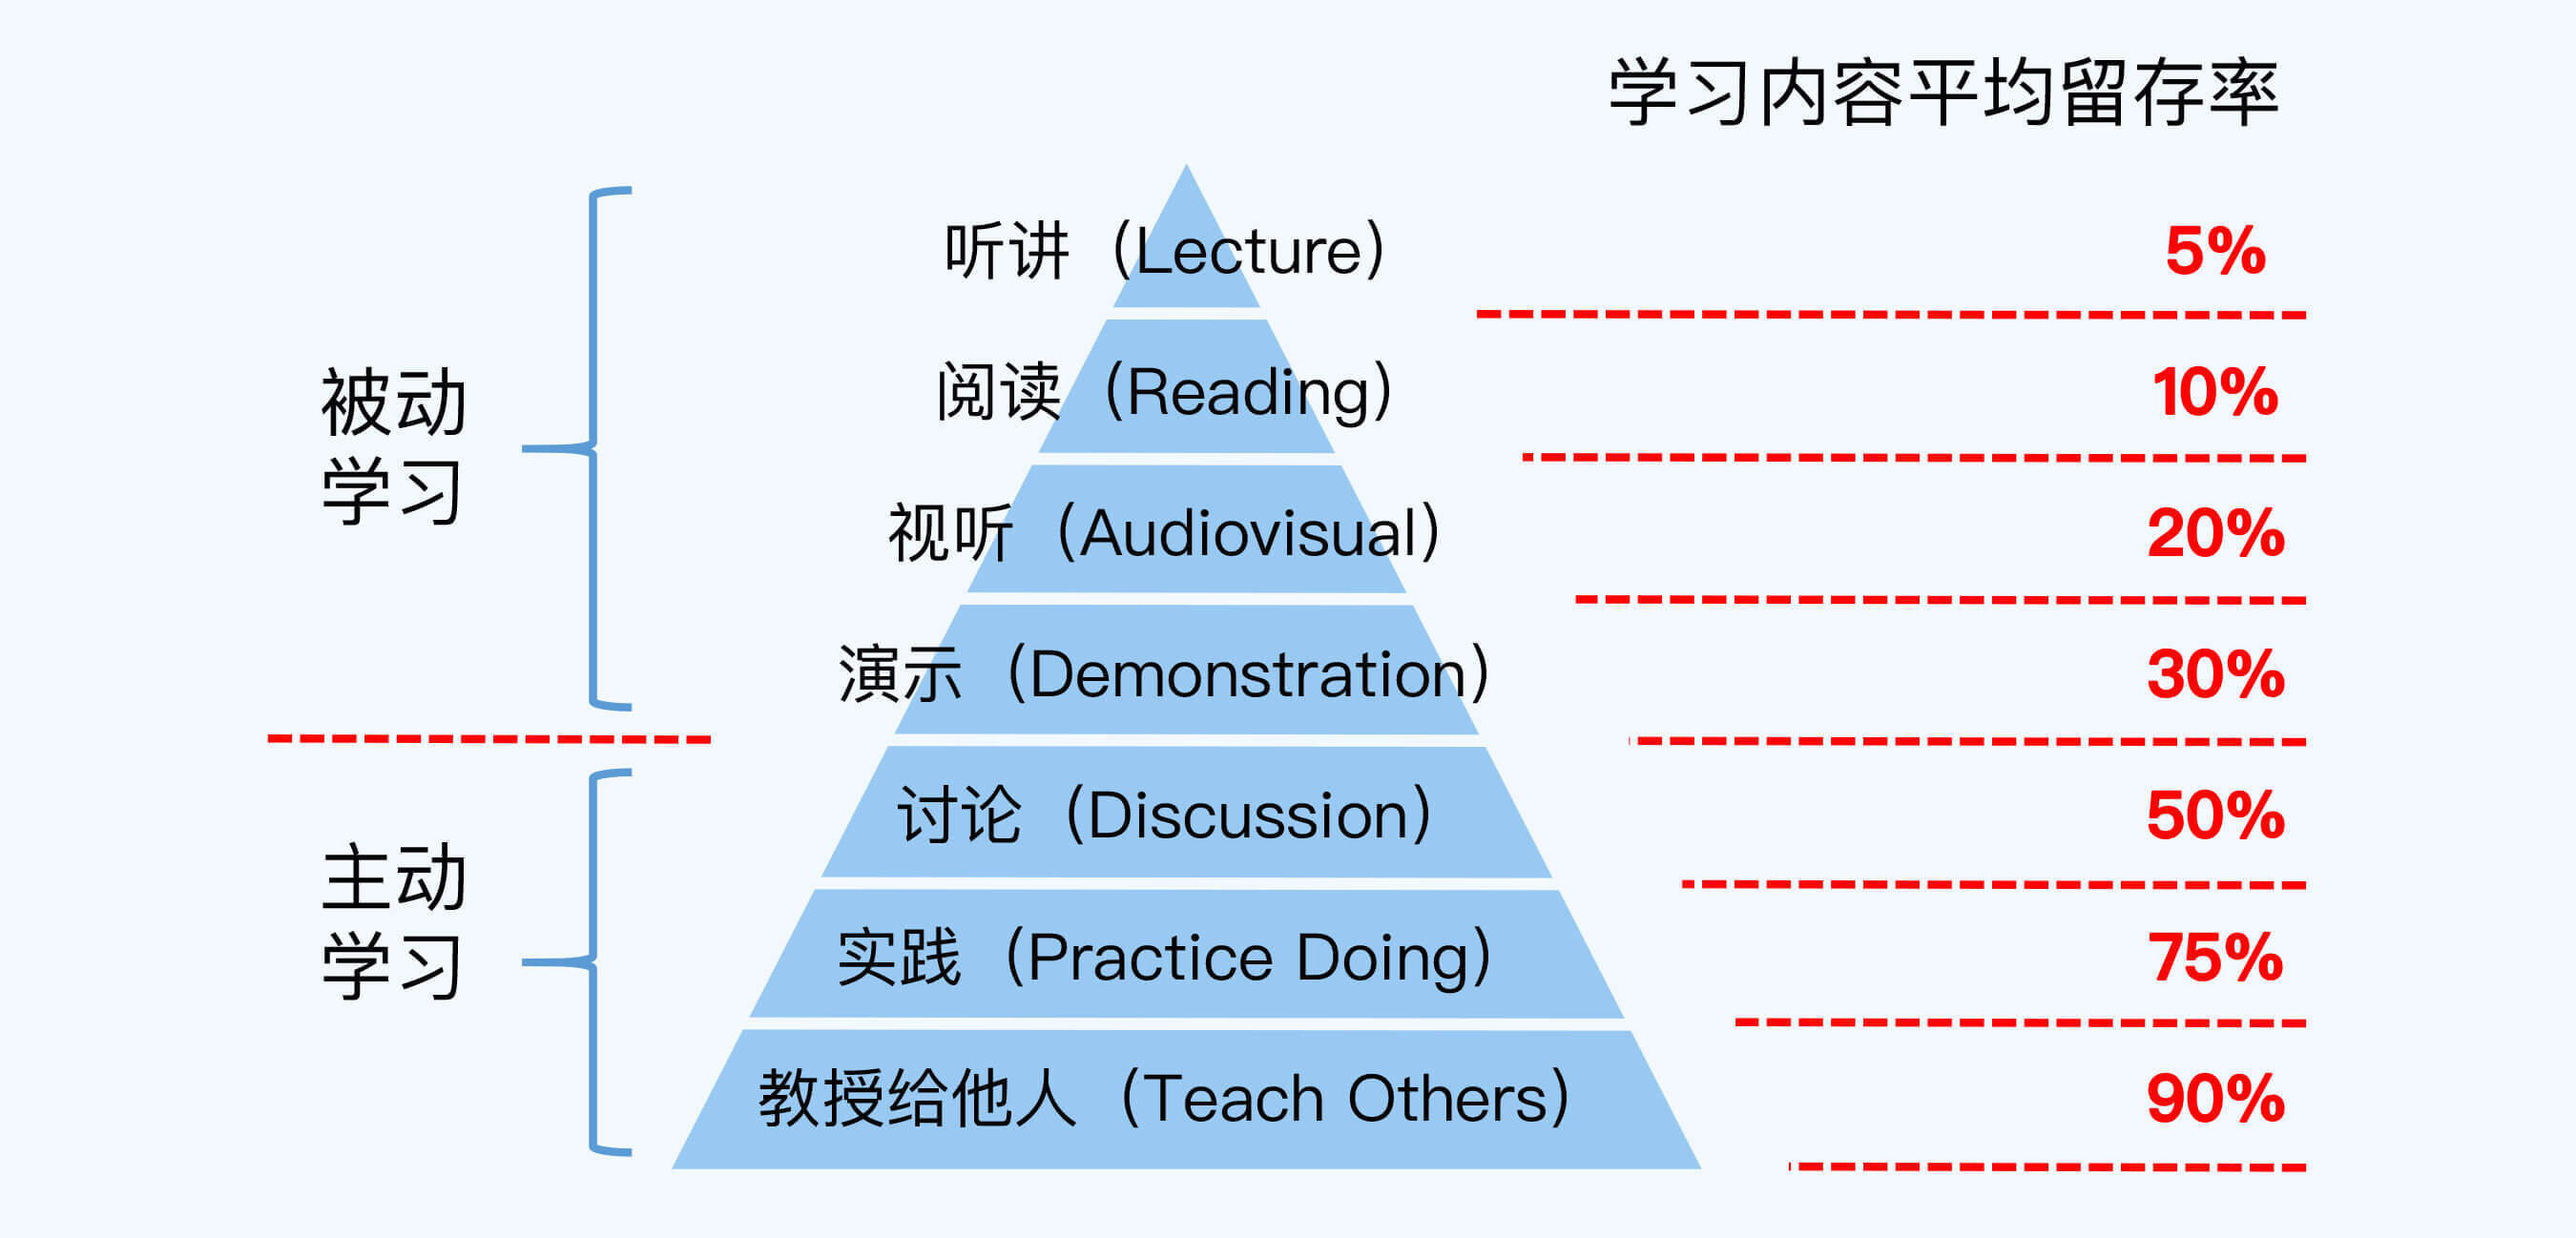 学习内容平均留存率
被动
学习
听讲（Lecture） 5%
阅读（Reading） 10%
视听（Audiovisual） 20%
演示（Demonstration） 30%
主动
学习
讨论（Discussion） 50%
实践（Practice Doing） 75%
教授给他人（Teach Others） 90%